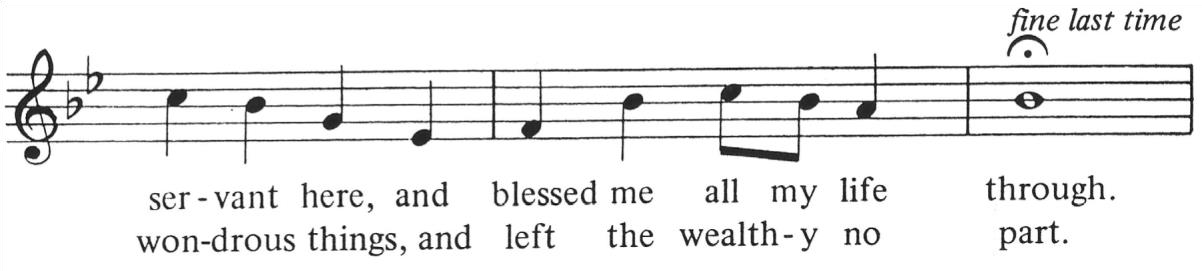 fine last time
ser - vant here, and blessed me all my life through.
won-drous things, and left the wealth-y no part.